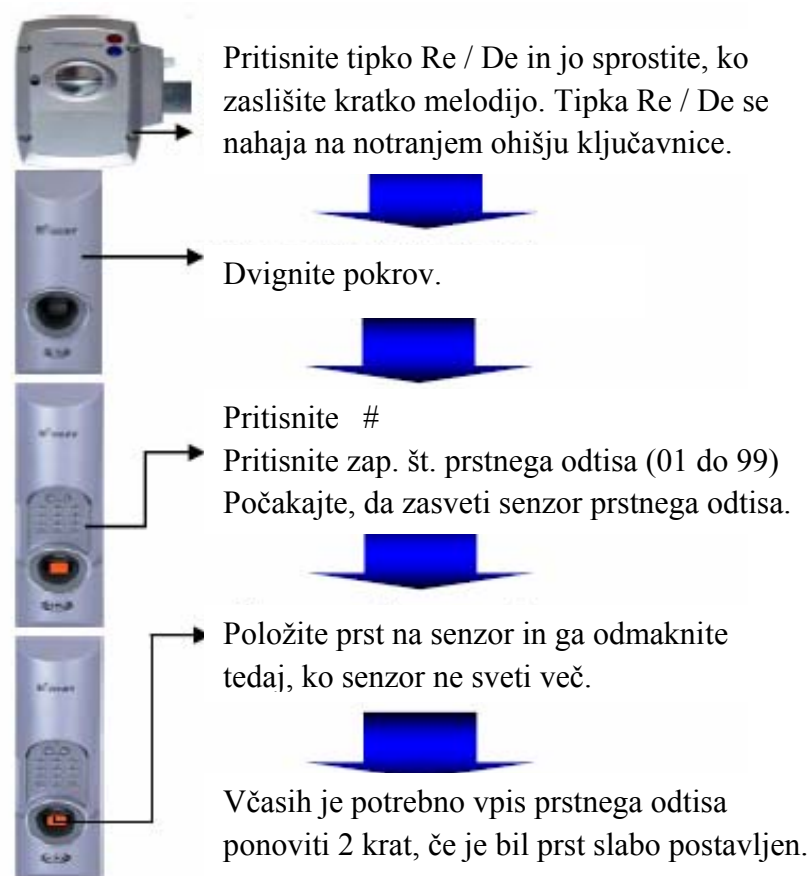 Pritisnite tipko Re / De in jo sprostite, ko
zaslišite kratko melodijo. Tipka Re / De se
nahaja na notranjem ohišju ključavnice.
Dvignite pokrov.
Pritisnite #
Pritisnite zap. št. prstnega odtisa (01 do 99)
Počakajte, da zasveti senzor prstnega odtisa.
Položite prst na senzor in ga odmaknite
tedaj, ko senzor ne sveti več.
Včasih je potrebno vpis prstnega odtisa
ponoviti 2 krat, če je bil prst slabo postavljen.